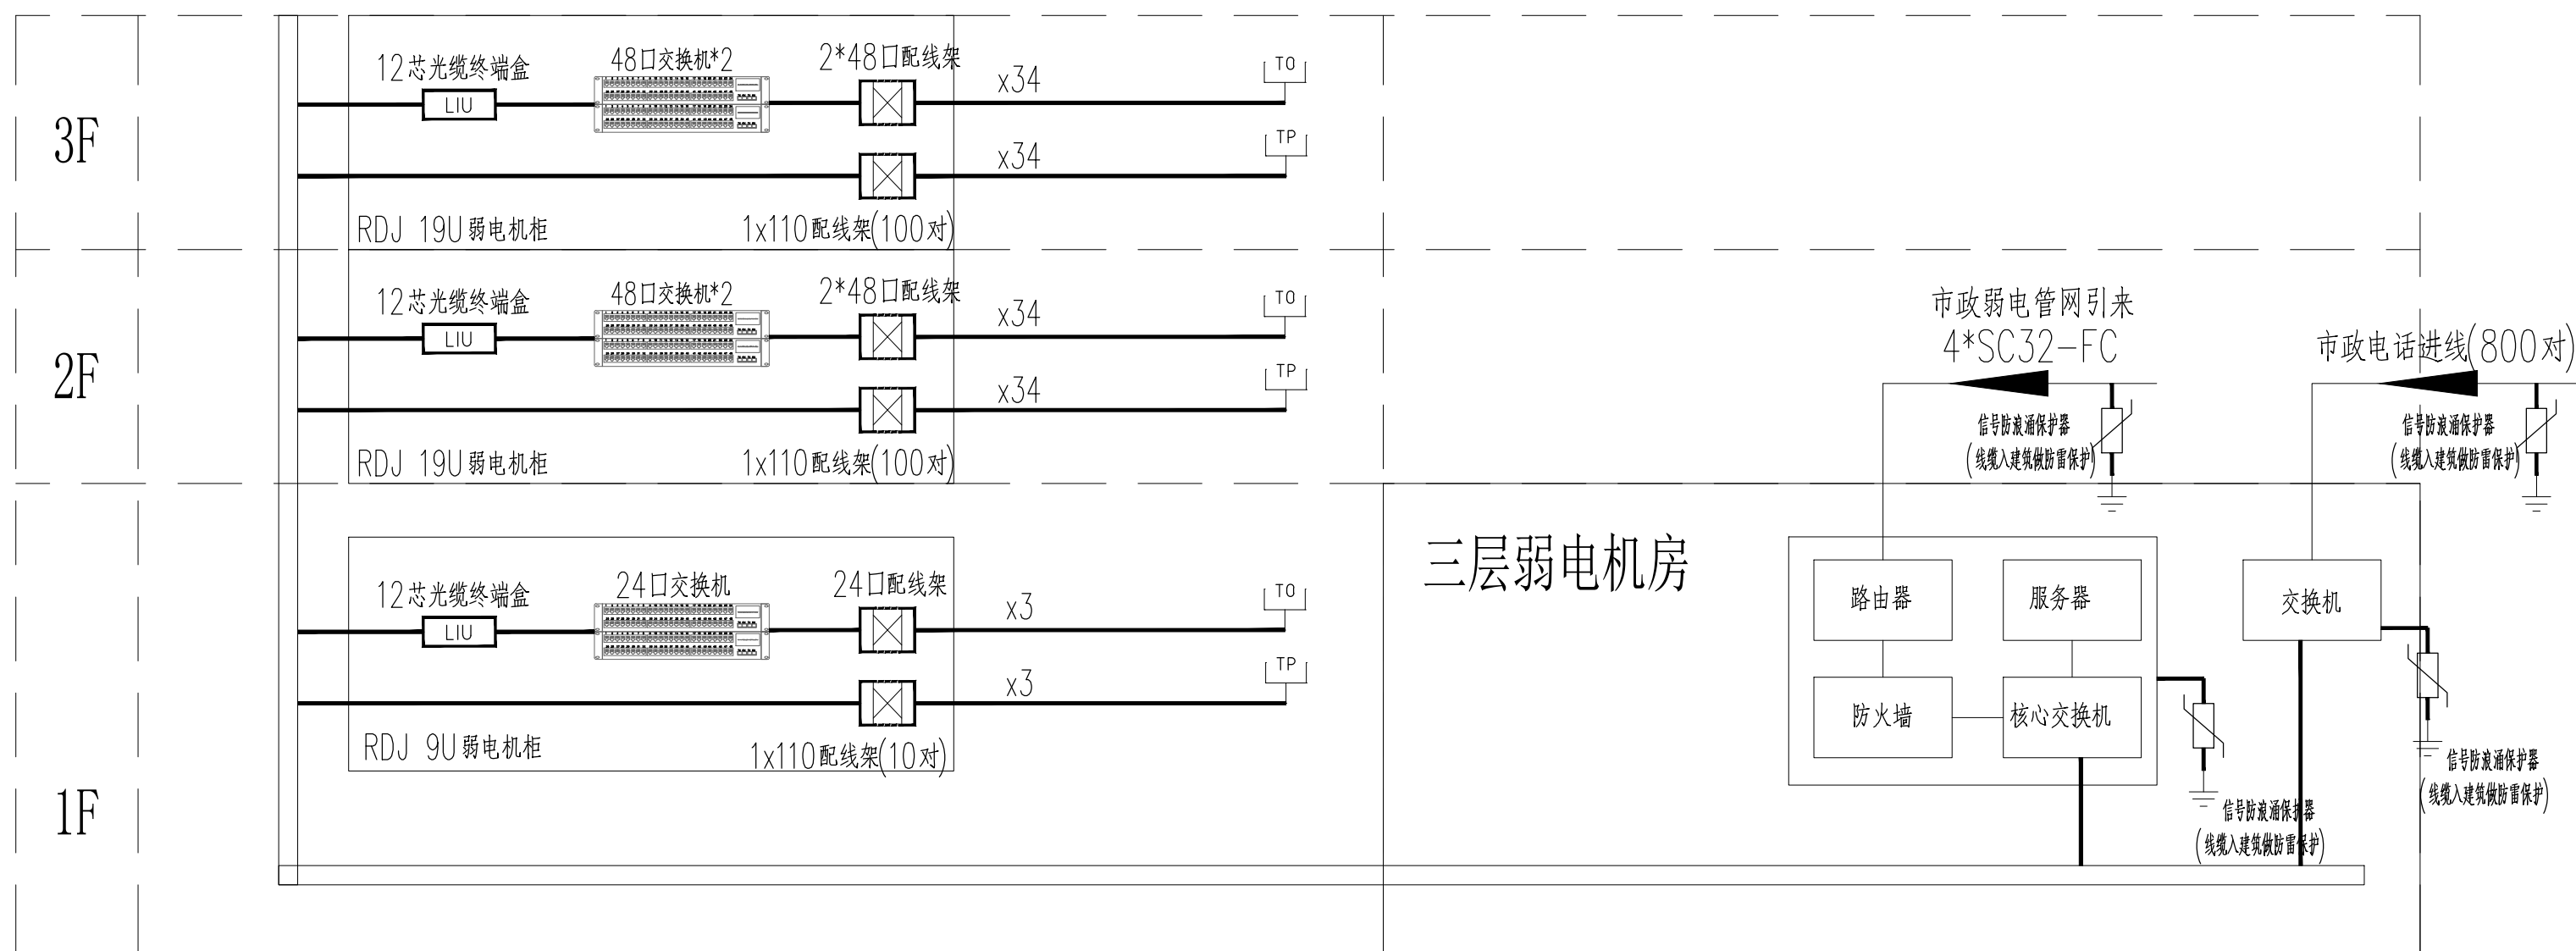 3F
12芯光缆终端盒
48口交换机*2
2*48口配线架
LIU
x34
TO
x34
TP
RDJ 19U弱电机柜
1x110配线架(100对)
2F
12芯光缆终端盒
48口交换机*2
2*48口配线架
LIU
x34
TO
x34
TP
RDJ 19U弱电机柜
1x110配线架(100对)
市政弱电管网引来
4*SC32-FC
市政电话进线(800对)
信号防浪涌保护器
(线缆入建筑做防雷保护)
信号防浪涌保护器
(线缆入建筑做防雷保护)
1F
12芯光缆终端盒
24口交换机
24口配线架
LIU
x3
TO
x3
TP
RDJ 9U弱电机柜
1x110配线架(10对)
三层弱电机房
路由器
服务器
交换机
防火墙
核心交换机
信号防浪涌保护器
(线缆入建筑做防雷保护)
信号防浪涌保护器
(线缆入建筑做防雷保护)